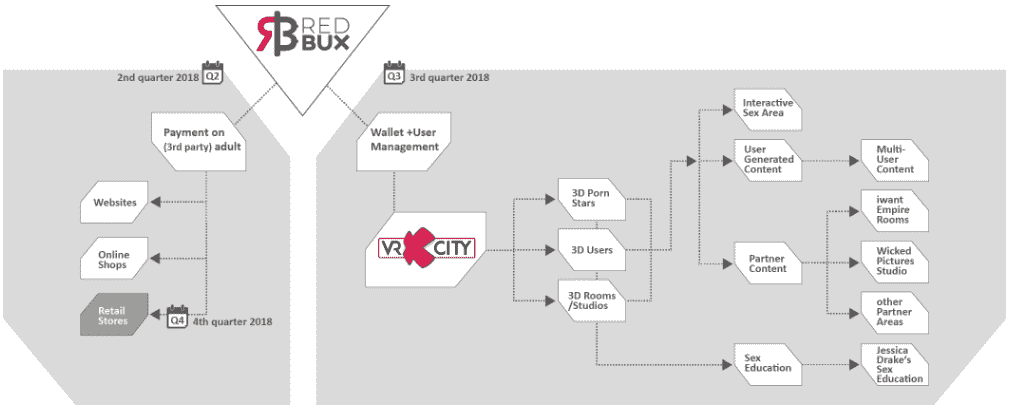 RED
BUX
2nd quarter 2018
Q2
Q3
3rd quarter 2018
Payment on
(3rd party) adult
Websites
Online
Shops
Retail
Stores
Q4
4th quarter 2018
Wallet +User
Management
VR
CITY
3D Porn
Stars
3D Users
3D Rooms
/Studios
Interactive
Sex Area
User
Generated
Content
Multi-
User
Content
Partner
Content
iwant
Empire
Rooms
Wicked
Pictures
Studio
other
Partner
Areas
Sex
Education
Jessica
Drake's
Sex
Education